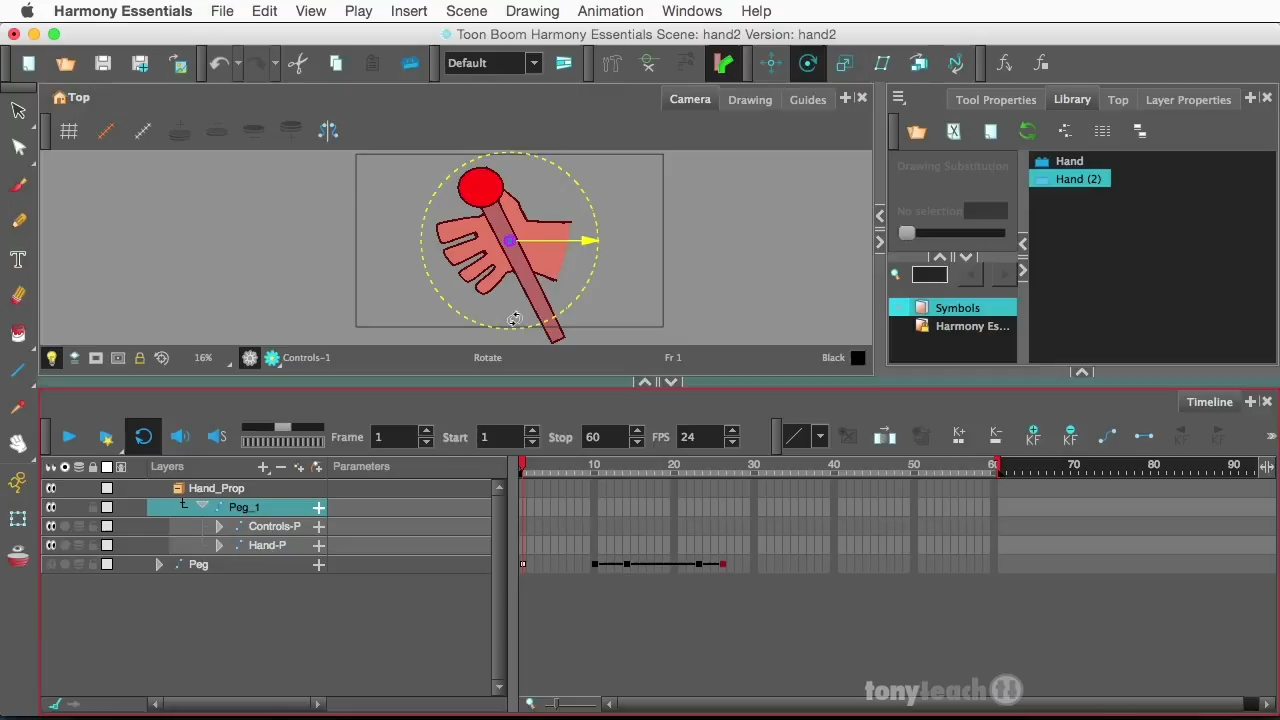 Harmony Essentials File Edit View Play Insert Scene Drawing Animation Windows Help
Toon Boom Harmony Essentials Scene: hand2 Version: hand2
Default
Top
Camera Drawing Guides
Tool Properties Library Top Layer Properties
Drawing Substitution
No selection
Hand
Hand (2)
Symbols
Harmony Es...
16% Controls-1 Rotate Fr 1 Black
Timeline
Frame 1 Start 1 Stop 60 FPS 24
K+ K- KF KF
Layers Parameters
10 20 30 40 50 60 70 80 90
Hand_Prop
Peg_1
Controls-P
Hand-P
Peg
tonyteach